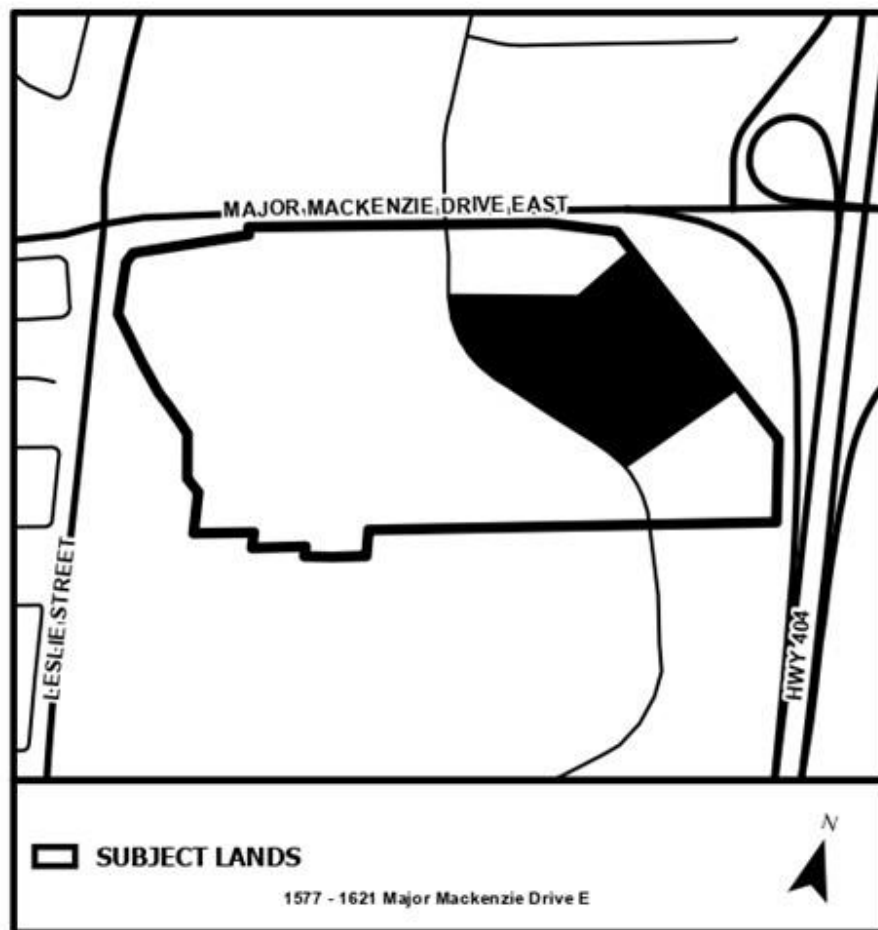 MAJOR MACKENZIE DRIVE EAST
LESLIE STREET
HWY 404
SUBJECT LANDS
N
1577 - 1621 Major Mackenzie Drive E